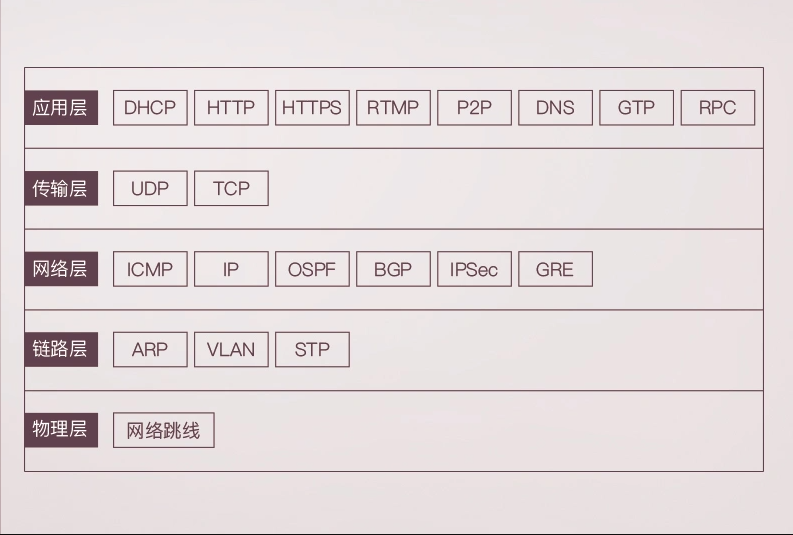 应用层 DHCP HTTP HTTPS RTMP P2P DNS GTP RPC
传输层 UDP TCP
网络层 ICMP IP OSPF BGP IPSec GRE
链路层 ARP VLAN STP
物理层 网络跳线